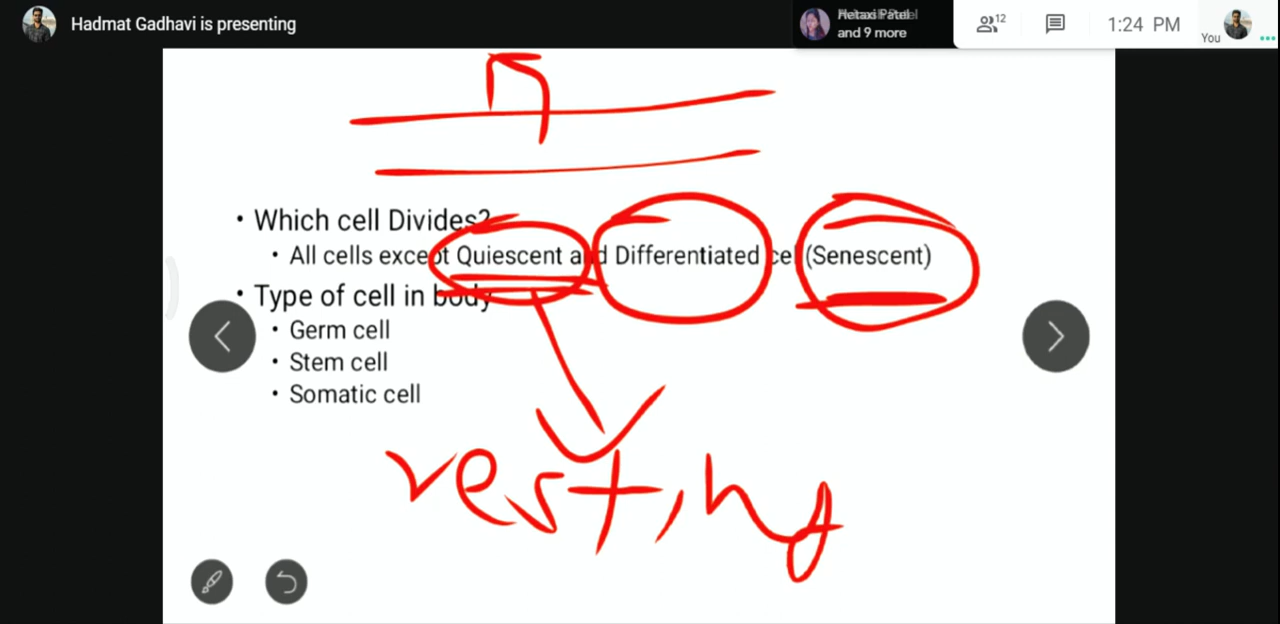 Hadmat Gadhavi is presenting
and 9 more
12
1:24 PM
You
• Which cell Divides?
• All cells except Quiescent and Differentiated cel (Senescent)
• Type of cell in body
• Germ cell
• Stem cell
• Somatic cell
resting